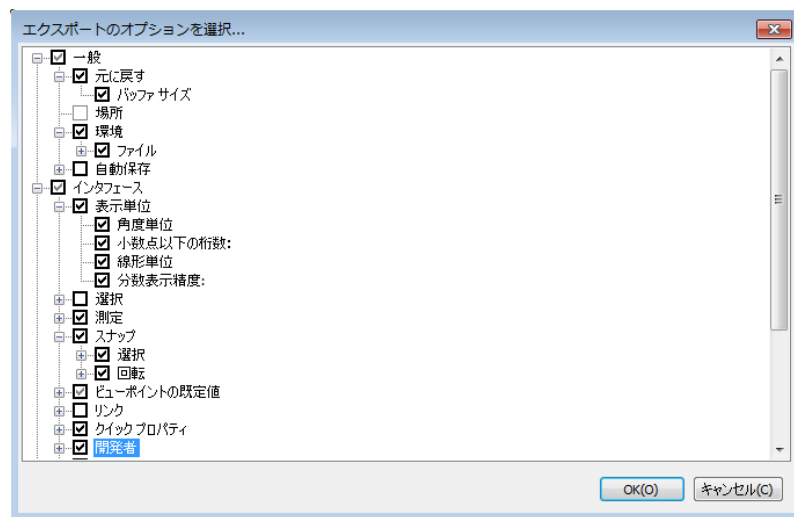 エクスポートのオプションを選択...
一般
元に戻す
バッファ サイズ
場所
環境
ファイル
自動保存
インタフェース
表示単位
角度単位
小数点以下の桁数:
線形単位
分数表示精度:
選択
測定
スナップ
選択
回転
ビューポイントの既定値
リンク
クイック プロパティ
開発者
OK(O)
キャンセル(C)